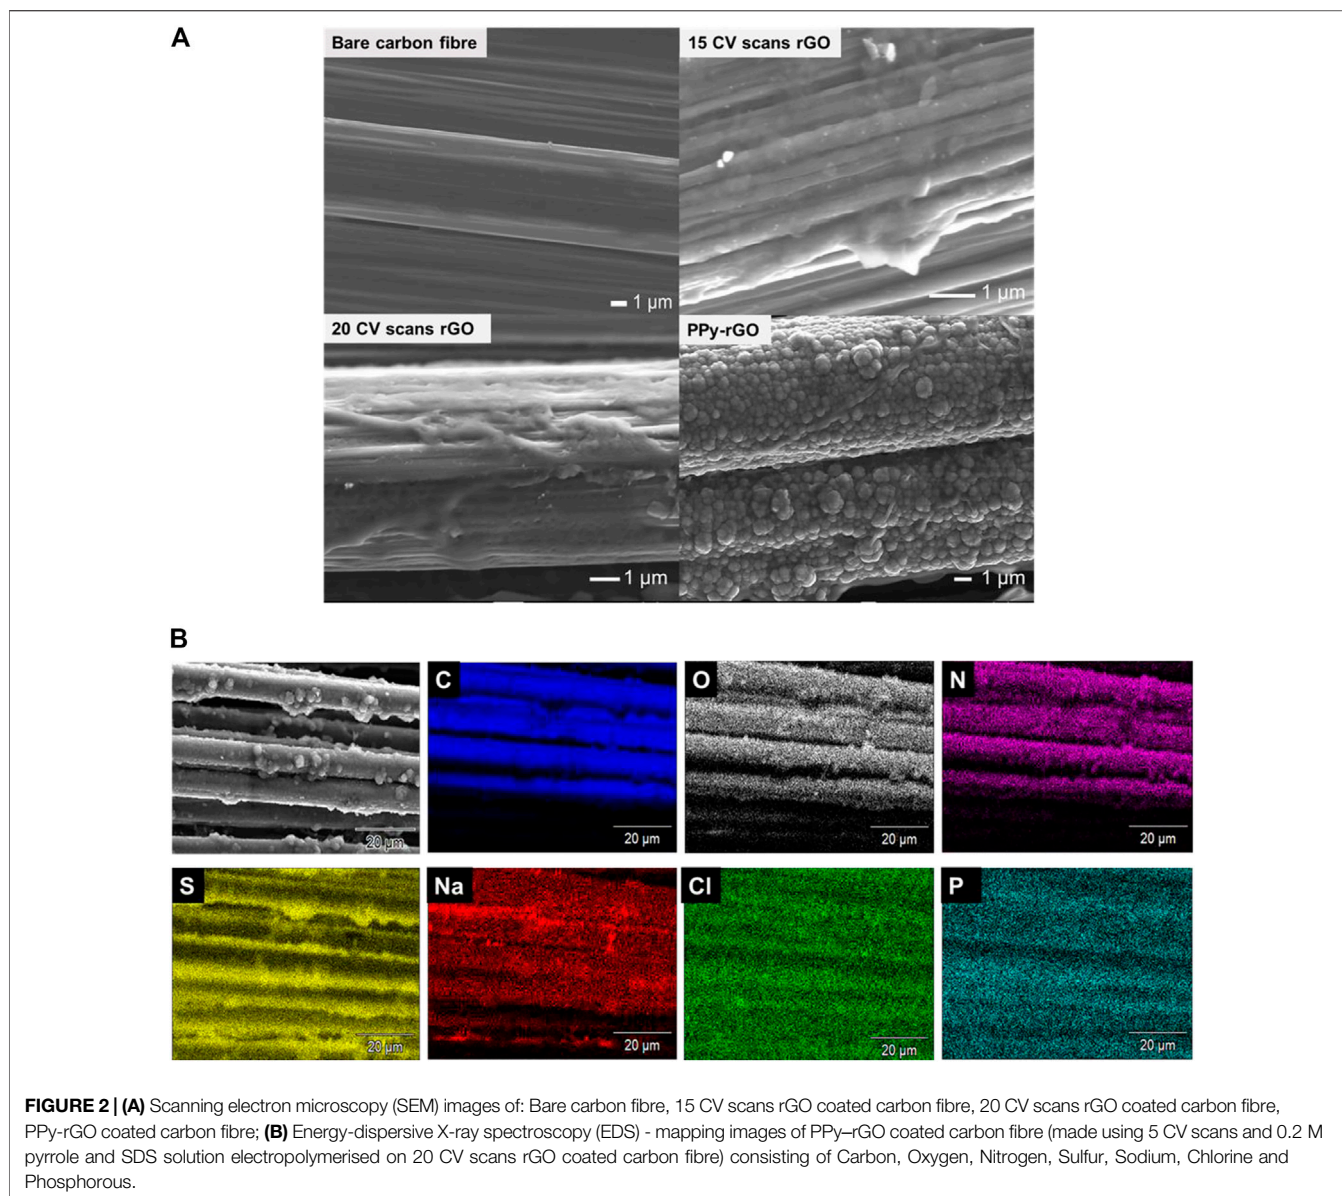 A
Bare carbon fibre
15 CV scans rGO
1 µm
1 µm
20 CV scans rGO
PPy-rGO
1 µm
1 µm
B
C
O
N
20 µm
20 µm
20 µm
20 µm
S
Na
Cl
P
20 µm
20 µm
20 µm
20 µm
FIGURE 2 | (A) Scanning electron microscopy (SEM) images of: Bare carbon fibre, 15 CV scans rGO coated carbon fibre, 20 CV scans rGO coated carbon fibre,
PPy-rGO coated carbon fibre; (B) Energy-dispersive X-ray spectroscopy (EDS) - mapping images of PPy–rGO coated carbon fibre (made using 5 CV scans and 0.2 M
pyrrole and SDS solution electropolymerised on 20 CV scans rGO coated carbon fibre) consisting of Carbon, Oxygen, Nitrogen, Sulfur, Sodium, Chlorine and
Phosphorous.